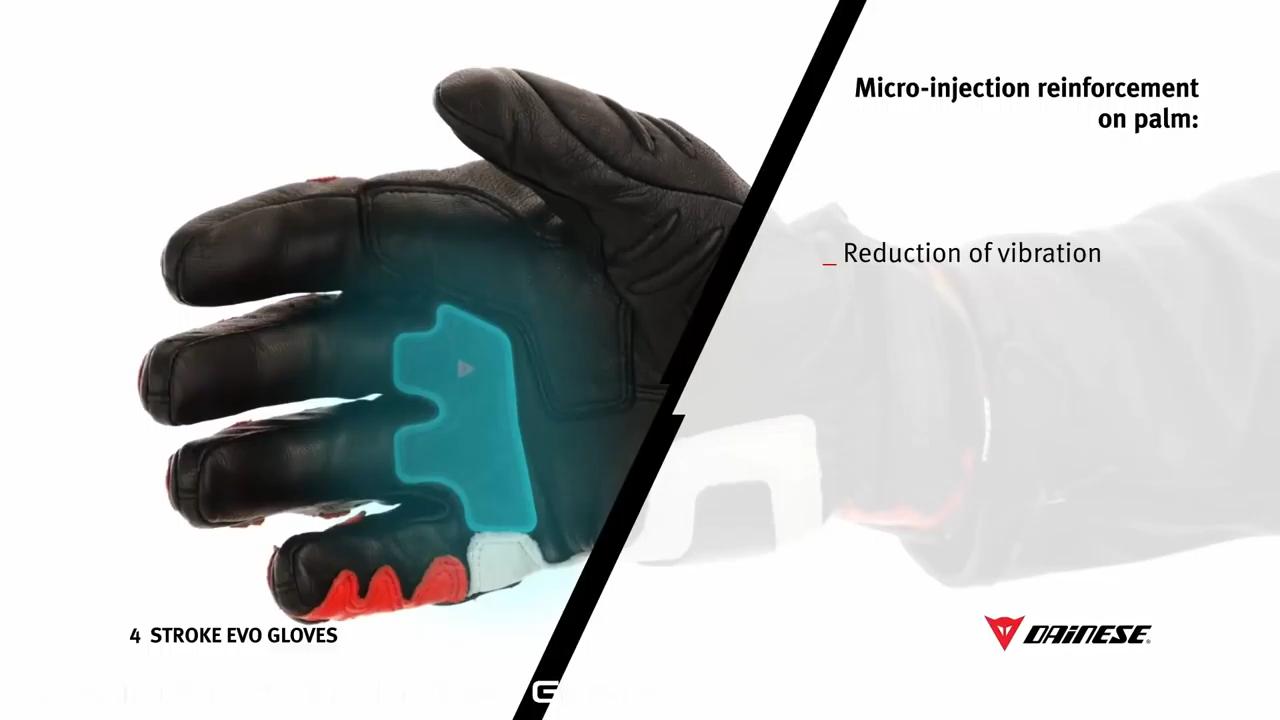 Micro-injection reinforcement
on palm:
_ Reduction of vibration
4 STROKE EVO GLOVES
DAINESE